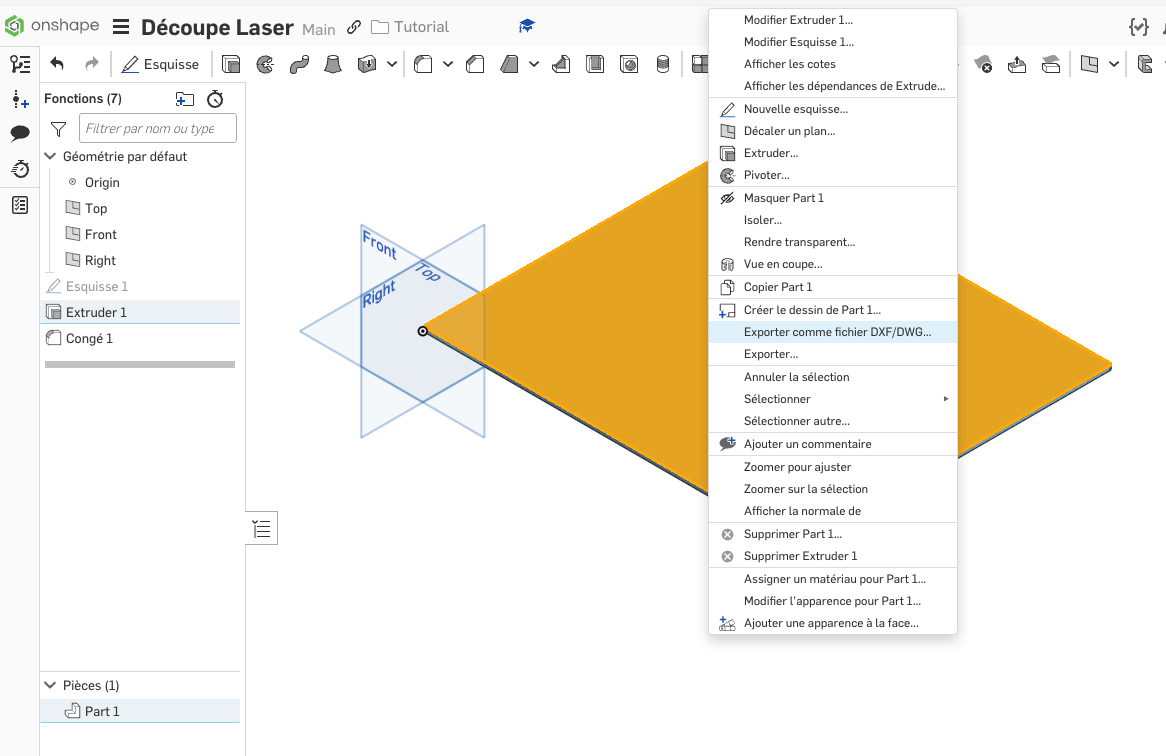 onshape
Découpe Laser Main Tutorial
Esquisse
Fonctions (7)
Filtrer par nom ou type
Géométrie par défaut
Origin
Top
Front
Right
Esquisse 1
Extruder 1
Congé 1
Pièces (1)
Part 1
Front
Top
Right
Modifier Extruder 1...
Modifier Esquisse 1...
Afficher les cotes
Afficher les dépendances de Extrude...
Nouvelle esquisse...
Décaler un plan...
Extruder...
Pivoter...
Masquer Part 1
Isoler...
Rendre transparent...
Vue en coupe...
Copier Part 1
Créer le dessin de Part 1...
Exporter comme fichier DXF/DWG...
Exporter...
Annuler la sélection
Sélectionner
Sélectionner autre...
Ajouter un commentaire
Zoomer pour ajuster
Zoomer sur la sélection
Afficher la normale de
Supprimer Part 1...
Supprimer Extruder 1
Assigner un matériau pour Part 1...
Modifier l'apparence pour Part 1...
Ajouter une apparence à la face...